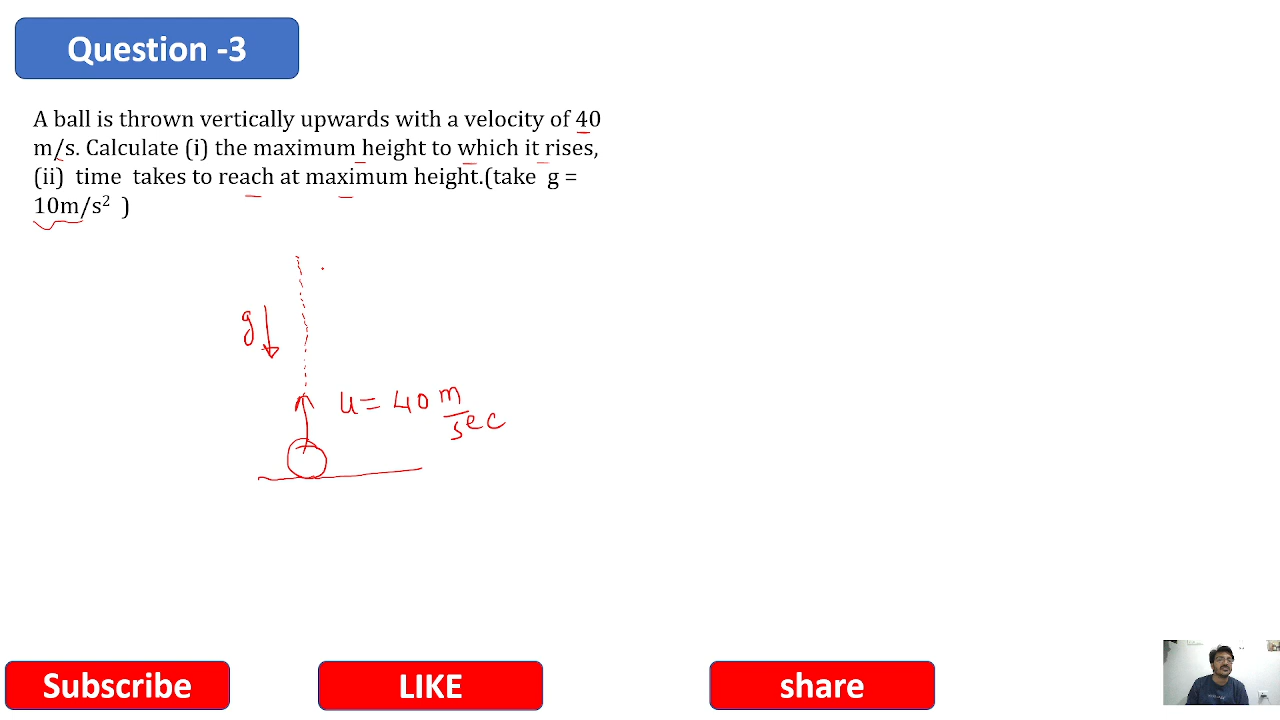 Question -3
A ball is thrown vertically upwards with a velocity of 40
m/s. Calculate (i) the maximum height to which it rises,
(ii) time takes to reach at maximum height.(take g =
10m/s² )
g
u = 40 m/sec
Subscribe
LIKE
share